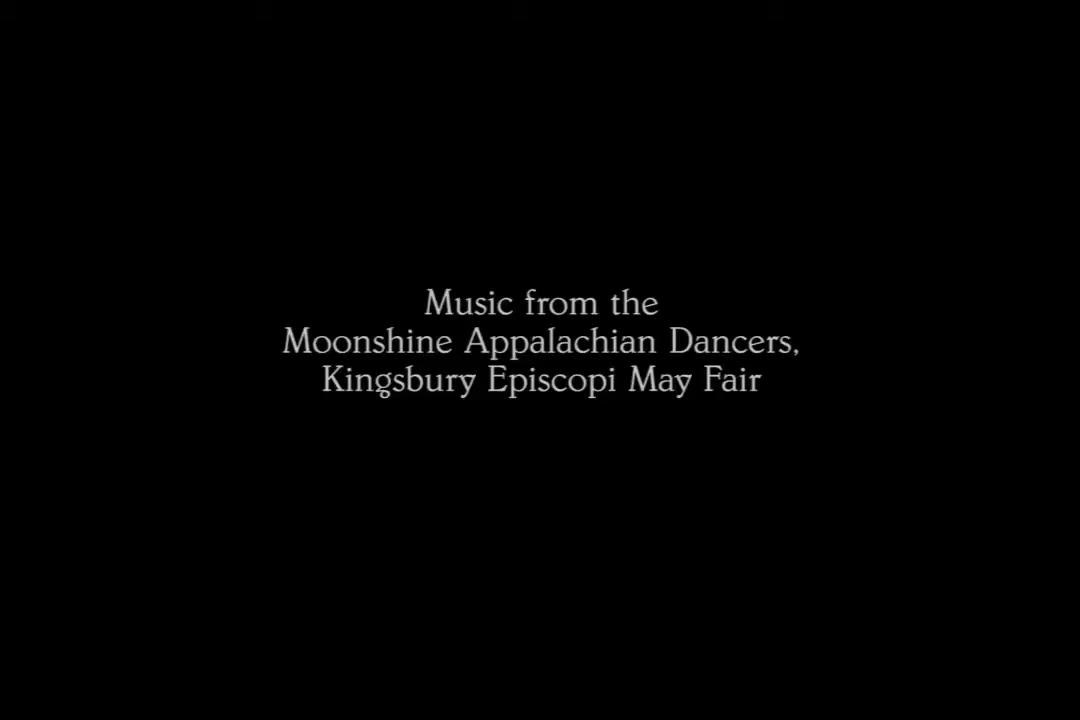 Music from the
Moonshine Appalachian Dancers,
Kingsbury Episcopi May Fair